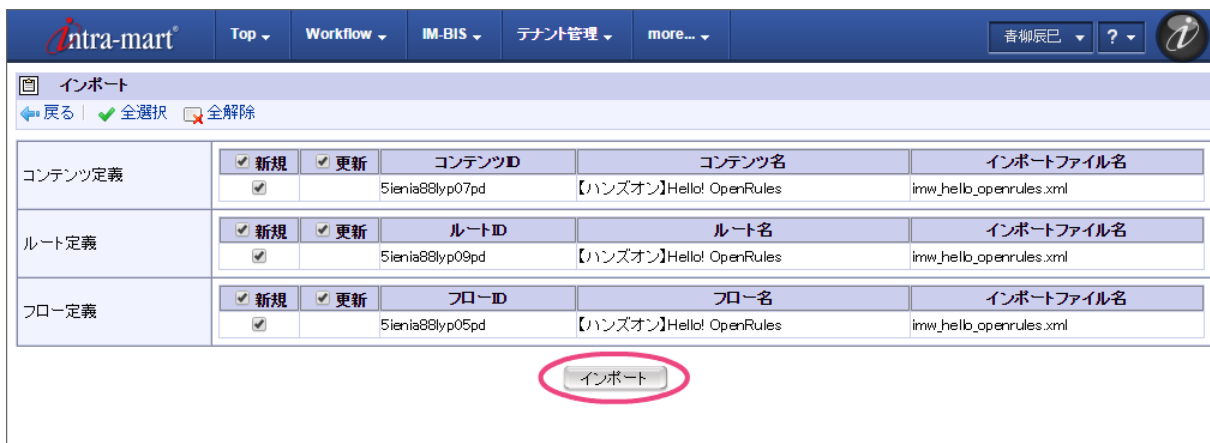 intra-mart® Top Workflow IM-BIS テナント管理 more... 青柳辰巳 ?
インポート
戻る 全選択 全解除
コンテンツ定義 新規 更新 コンテンツID コンテンツ名 インポートファイル名
5ienia88lyp07pd 【ハンズオン】Hello! OpenRules imw_hello_openrules.xml
ルート定義 新規 更新 ルートID ルート名 インポートファイル名
5ienia88lyp09pd 【ハンズオン】Hello! OpenRules imw_hello_openrules.xml
フロー定義 新規 更新 フローID フロー名 インポートファイル名
5ienia88lyp05pd 【ハンズオン】Hello! OpenRules imw_hello_openrules.xml
インポート